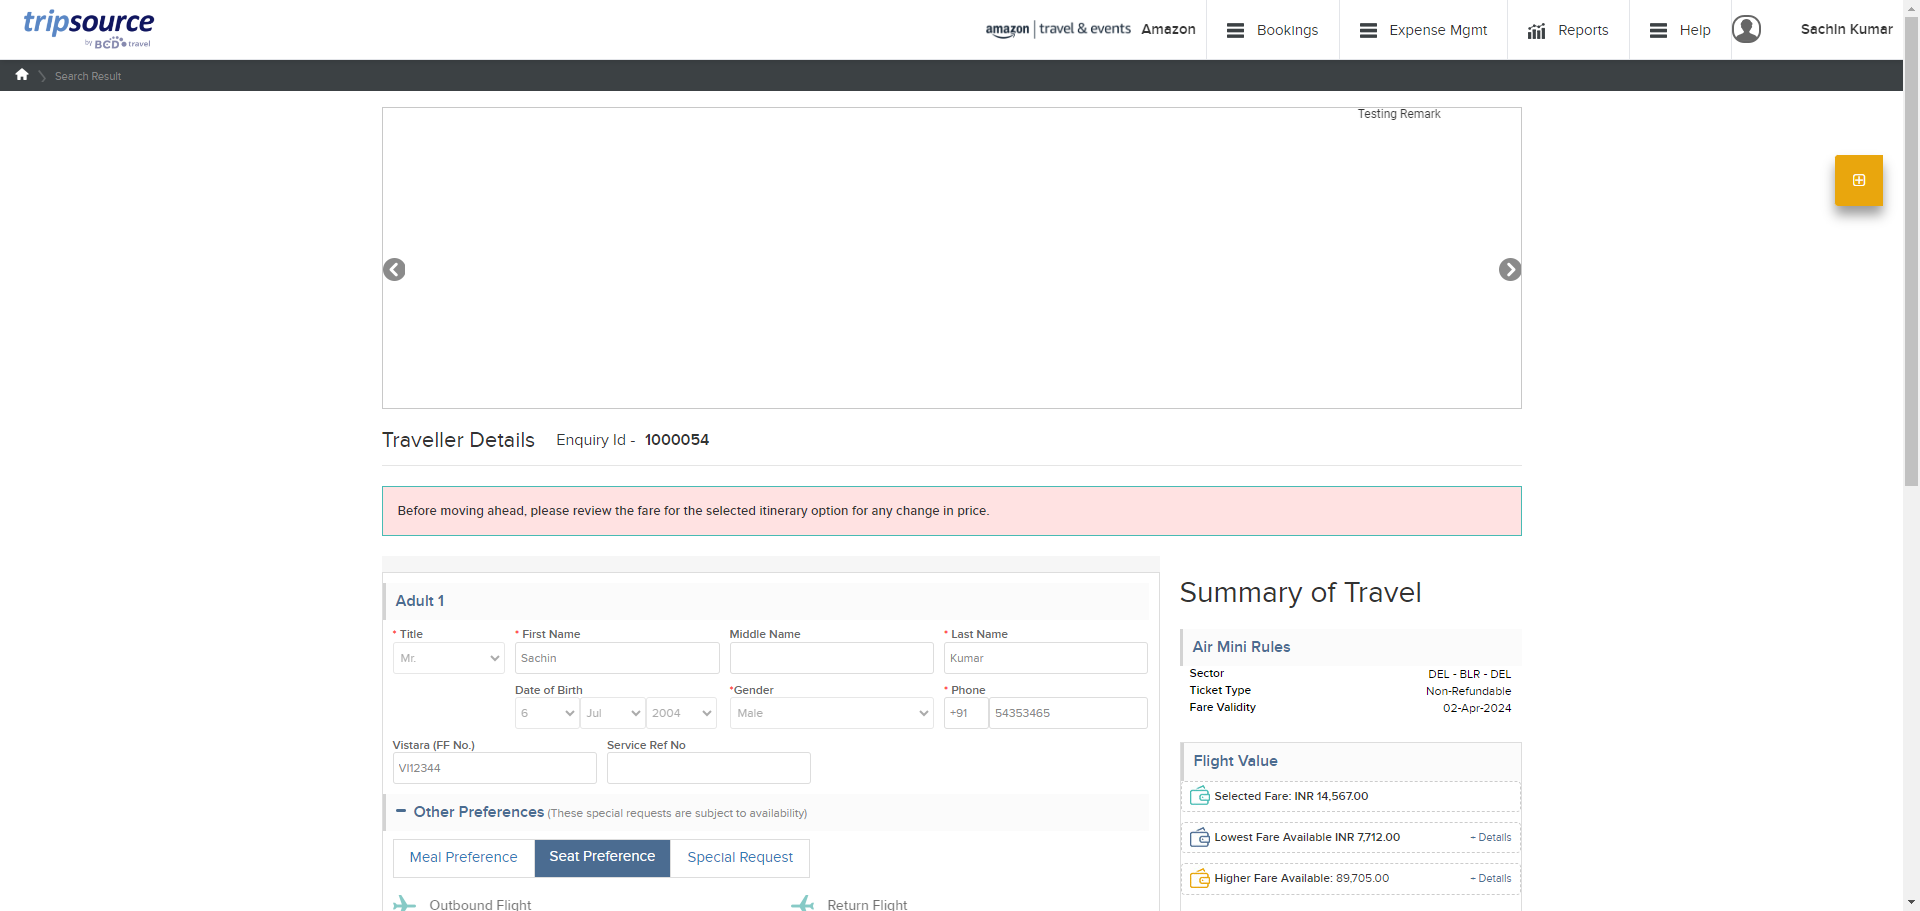 tripsource
by BCD travel
amazon | travel & events Amazon
Bookings
Expense Mgmt
Reports
Help
Sachin Kumar
Search Result
Testing Remark
Traveller Details Enquiry Id - 1000054
Before moving ahead, please review the fare for the selected itinerary option for any change in price.
Adult 1
* Title * First Name Middle Name * Last Name
Mr. Sachin Kumar
Date of Birth *Gender * Phone
6 Jul 2004 Male +91 54353465
Vistara (FF No.) Service Ref No
VI12344
Other Preferences (These special requests are subject to availability)
Meal Preference Seat Preference Special Request
Outbound Flight Return Flight
Summary of Travel
Air Mini Rules
Sector DEL - BLR - DEL
Ticket Type Non-Refundable
Fare Validity 02-Apr-2024
Flight Value
Selected Fare: INR 14,567.00
Lowest Fare Available INR 7,712.00 + Details
Higher Fare Available: 89,705.00 + Details